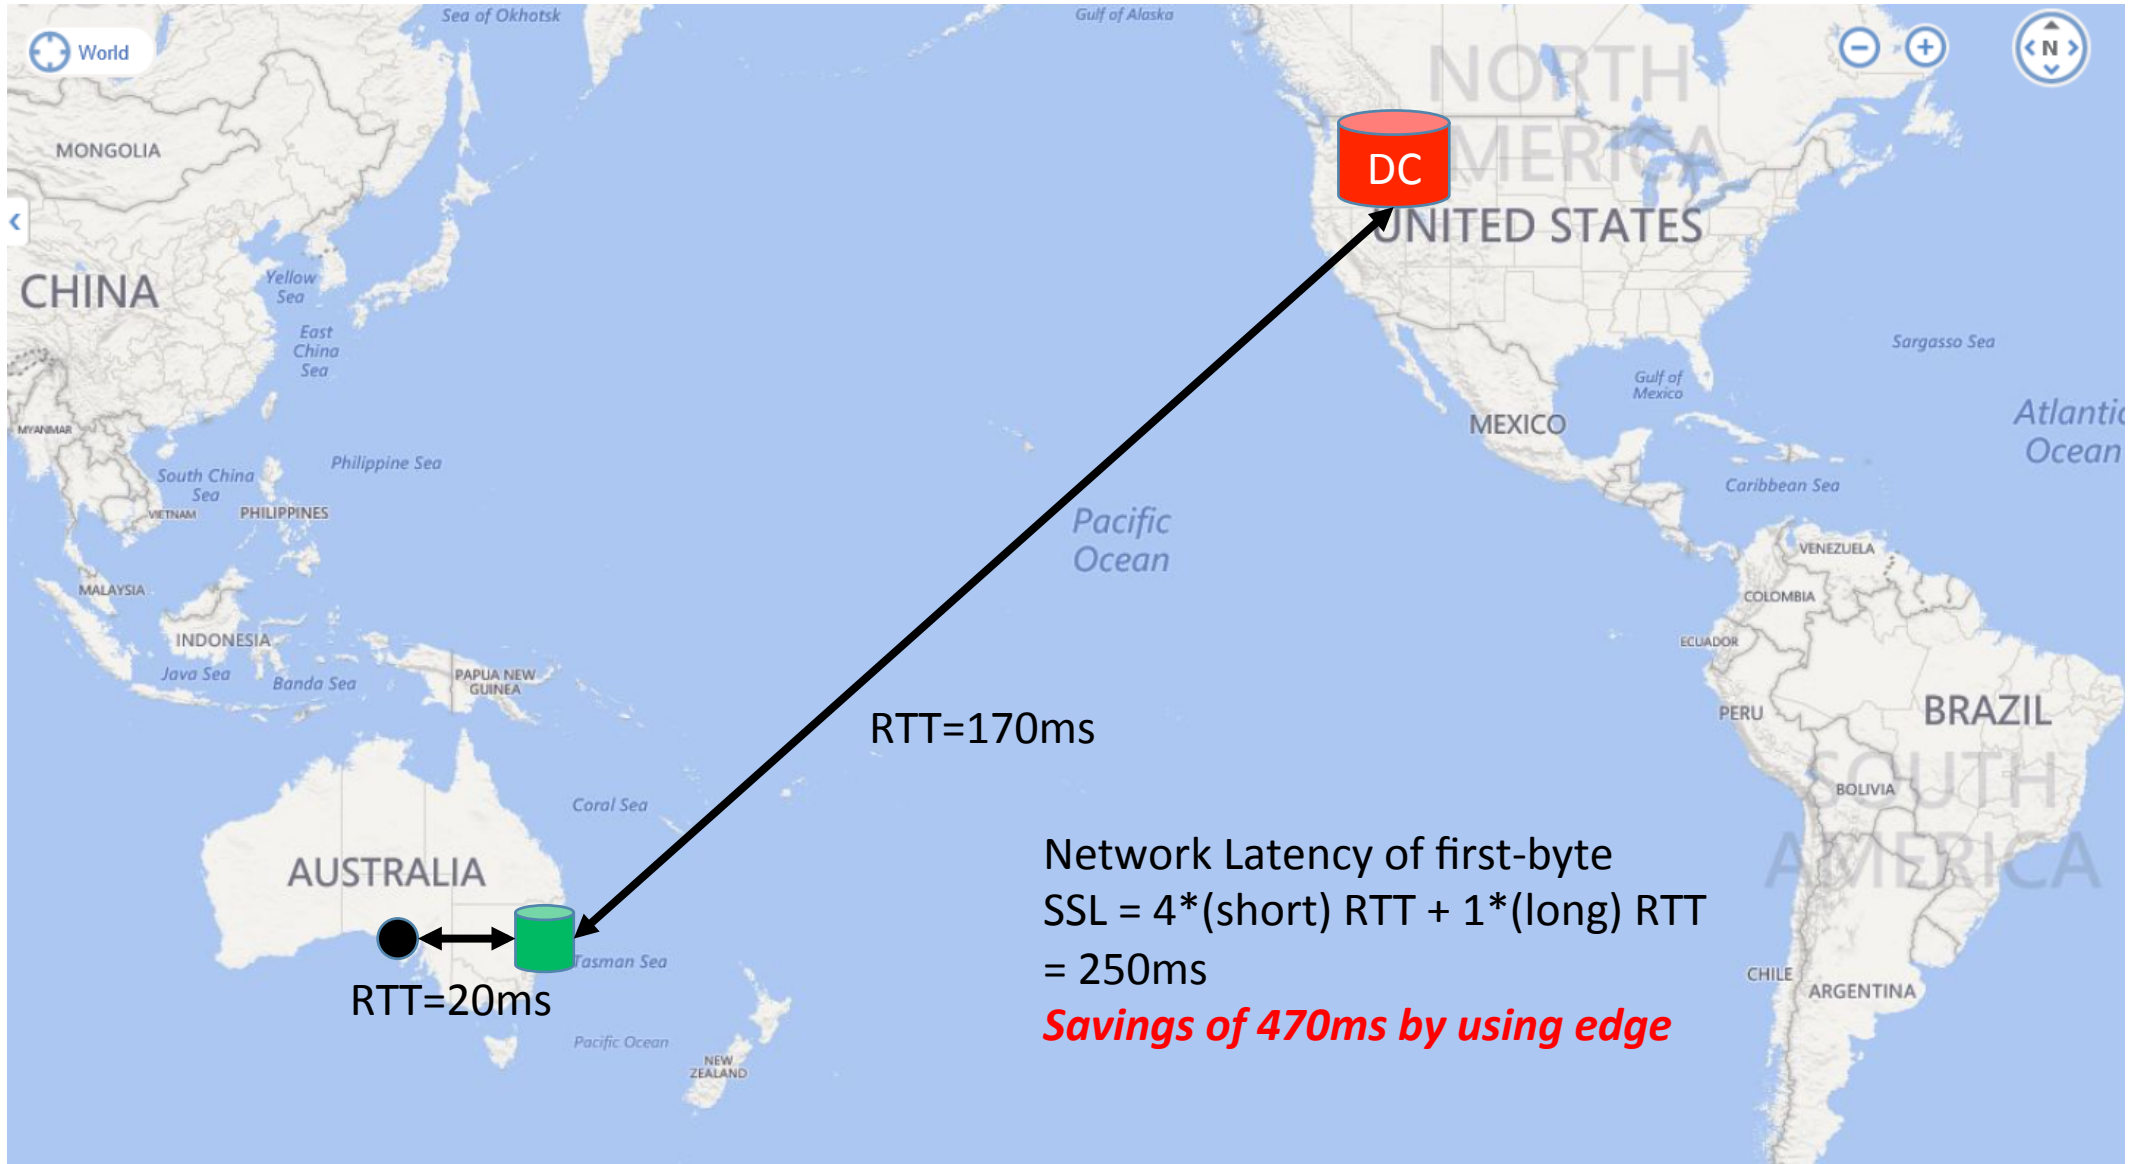 Sea of Okhotsk
Gulf of Alaska
World
N
NORTH
AMERICA
MONGOLIA
DC
UNITED STATES
CHINA
Yellow
Sea
East
China
Sea
Sargasso Sea
Gulf of
Mexico
MEXICO
Atlantic
Ocean
MYANMAR
Philippine Sea
South China
Sea
VIETNAM
PHILIPPINES
Caribbean Sea
Pacific
Ocean
VENEZUELA
MALAYSIA
COLOMBIA
INDONESIA
ECUADOR
Java Sea
Banda Sea
PAPUA NEW
GUINEA
PERU
BRAZIL
RTT=170ms
SOUTH
AMERICA
BOLIVIA
Coral Sea
AUSTRALIA
Network Latency of first-byte
SSL = 4*(short) RTT + 1*(long) RTT
= 250ms
Savings of 470ms by using edge
Tasman Sea
CHILE
ARGENTINA
RTT=20ms
Pacific Ocean
NEW
ZEALAND